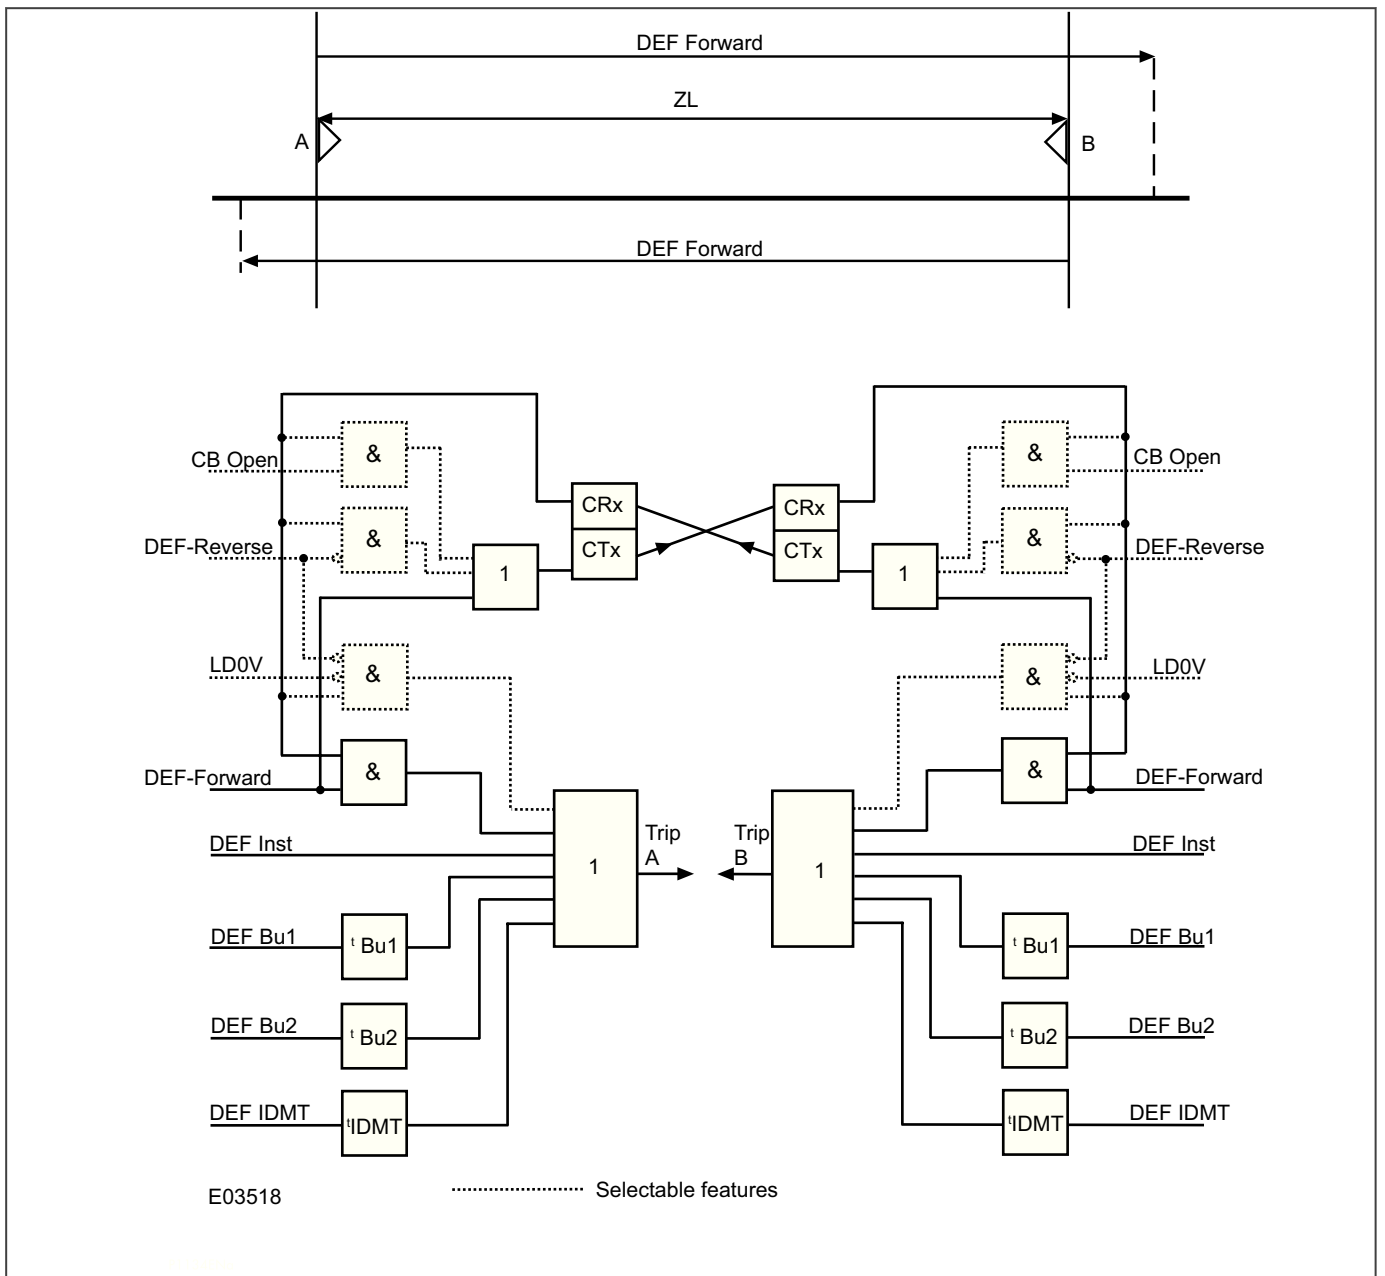 DEF Forward
ZL
A
B
DEF Forward
& &
CB Open CB Open
CRx CRx
DEF-Reverse & & DEF-Reverse
CTx CTx
1 1
LD0V & & LD0V
DEF-Forward & & DEF-Forward
DEF Inst Trip A Trip B DEF Inst
1 1
DEF Bu1 t Bu1 t Bu1 DEF Bu1
DEF Bu2 t Bu2 t Bu2 DEF Bu2
DEF IDMT tIDMT tIDMT DEF IDMT
E03518 Selectable features